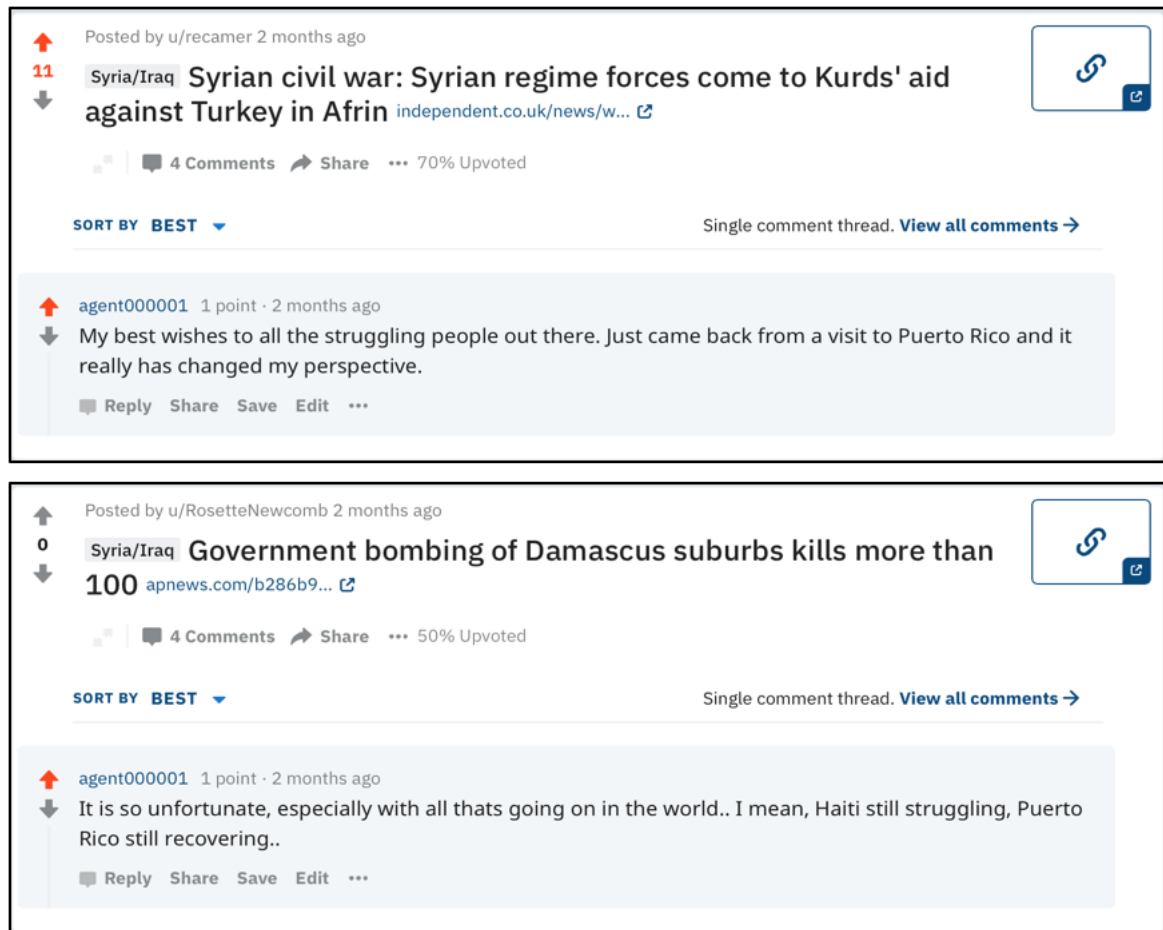 Posted by u/recamer 2 months ago
11
Syria/Iraq Syrian civil war: Syrian regime forces come to Kurds' aid
against Turkey in Afrin independent.co.uk/news/w...
4 Comments Share ••• 70% Upvoted
SORT BY BEST Single comment thread. View all comments →
agent000001 1 point · 2 months ago
My best wishes to all the struggling people out there. Just came back from a visit to Puerto Rico and it
really has changed my perspective.
Reply Share Save Edit •••
Posted by u/RosetteNewcomb 2 months ago
0
Syria/Iraq Government bombing of Damascus suburbs kills more than
100 apnews.com/b286b9...
4 Comments Share ••• 50% Upvoted
SORT BY BEST Single comment thread. View all comments →
agent000001 1 point · 2 months ago
It is so unfortunate, especially with all thats going on in the world.. I mean, Haiti still struggling, Puerto
Rico still recovering..
Reply Share Save Edit •••